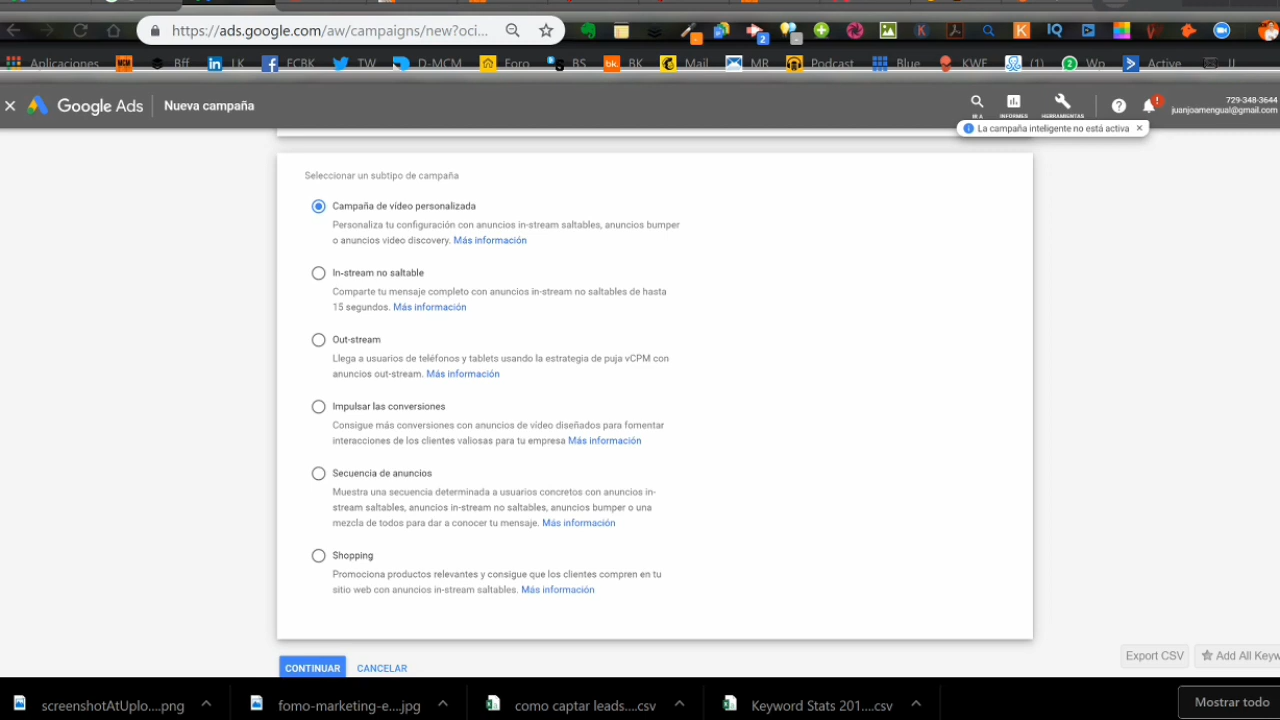 https://ads.google.com/aw/campaigns/new?oci...
Aplicaciones Bff LK FCBK TW D-MCM Foro BS BK Mail MR Podcast Blue KWF (1) Wp Active
Google Ads Nueva campaña
IR A INFORMES HERRAMIENTAS
729-348-3644
juanjoamengual@gmail.com
La campaña inteligente no está activa
Seleccionar un subtipo de campaña
Campaña de vídeo personalizada
Personaliza tu configuración con anuncios in-stream saltables, anuncios bumper
o anuncios video discovery. Más información
In-stream no saltable
Comparte tu mensaje completo con anuncios in-stream no saltables de hasta
15 segundos. Más información
Out-stream
Llega a usuarios de teléfonos y tablets usando la estrategia de puja vCPM con
anuncios out-stream. Más información
Impulsar las conversiones
Consigue más conversiones con anuncios de vídeo diseñados para fomentar
interacciones de los clientes valiosas para tu empresa Más información
Secuencia de anuncios
Muestra una secuencia determinada a usuarios concretos con anuncios in-
stream saltables, anuncios in-stream no saltables, anuncios bumper o una
mezcla de todos para dar a conocer tu mensaje. Más información
Shopping
Promociona productos relevantes y consigue que los clientes compren en tu
sitio web con anuncios in-stream saltables. Más información
Export CSV Add All Keyw
CONTINUAR CANCELAR
screenshotAtUplo....png fomo-marketing-e....jpg como captar leads....csv Keyword Stats 201....csv Mostrar todo